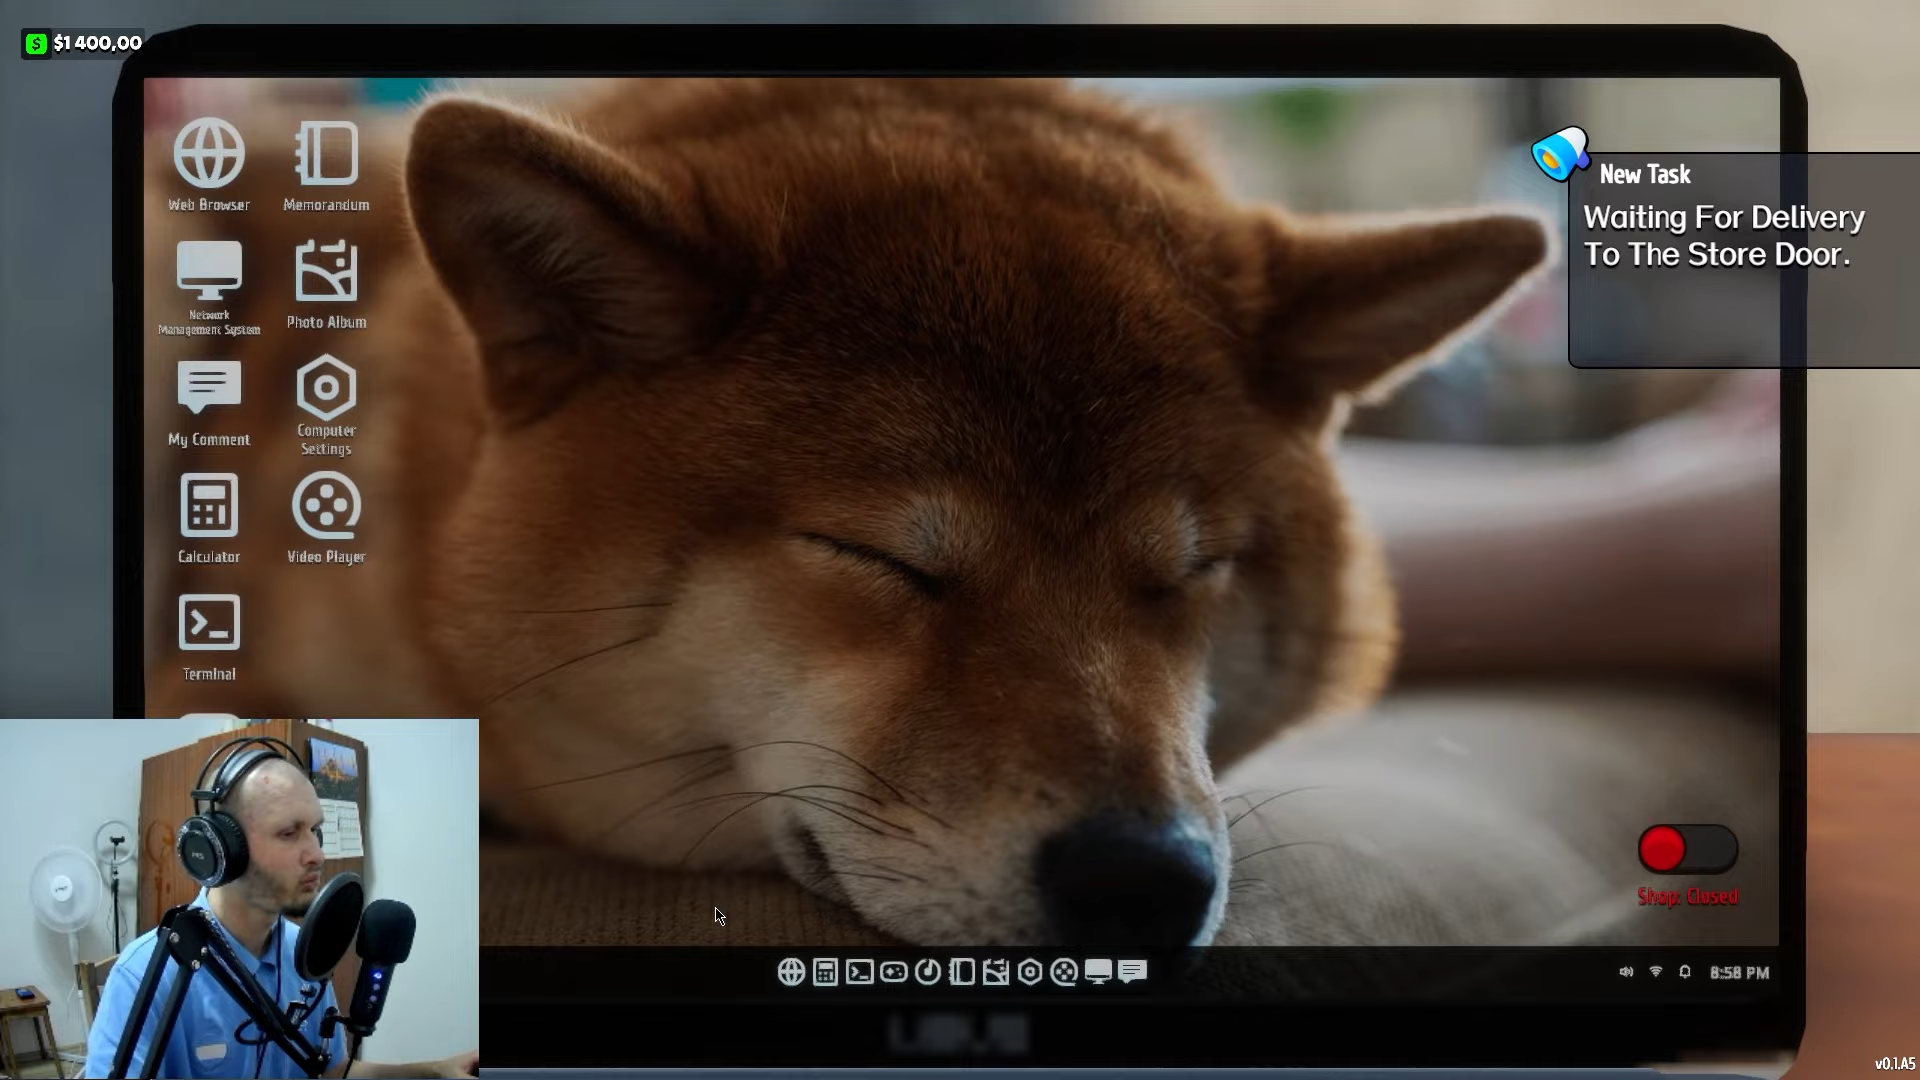 $1 400,00
Web Browser
Memorandum
Network
Management System
Photo Album
My Comment
Computer
Settings
Calculator
Video Player
Terminal
New Task
Waiting For Delivery
To The Store Door.
Shop: Closed
8:58 PM
v0.1.A5